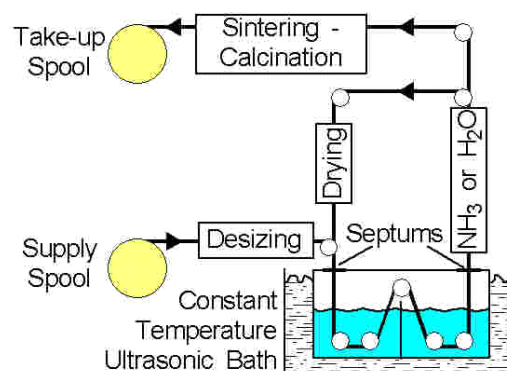 Take-up
Spool
Sintering -
Calcination
Drying
NH₃ or H₂O
Desizing
Septums
Supply
Spool
Constant
Temperature
Ultrasonic Bath